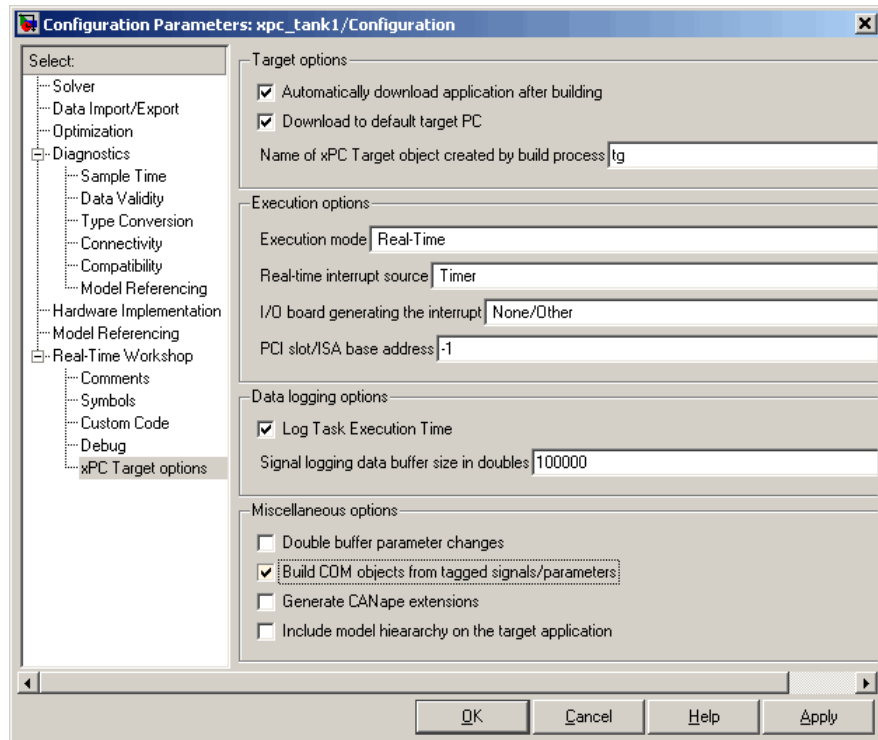 Configuration Parameters: xpc_tank1/Configuration
Select:
Solver
Data Import/Export
Optimization
Diagnostics
Sample Time
Data Validity
Type Conversion
Connectivity
Compatibility
Model Referencing
Hardware Implementation
Model Referencing
Real-Time Workshop
Comments
Symbols
Custom Code
Debug
xPC Target options
Target options
Automatically download application after building
Download to default target PC
Name of xPC Target object created by build process tg
Execution options
Execution mode Real-Time
Real-time interrupt source Timer
I/O board generating the interrupt None/Other
PCI slot/ISA base address -1
Data logging options
Log Task Execution Time
Signal logging data buffer size in doubles 100000
Miscellaneous options
Double buffer parameter changes
Build COM objects from tagged signals/parameters
Generate CANape extensions
Include model hieararchy on the target application
OK Cancel Help Apply